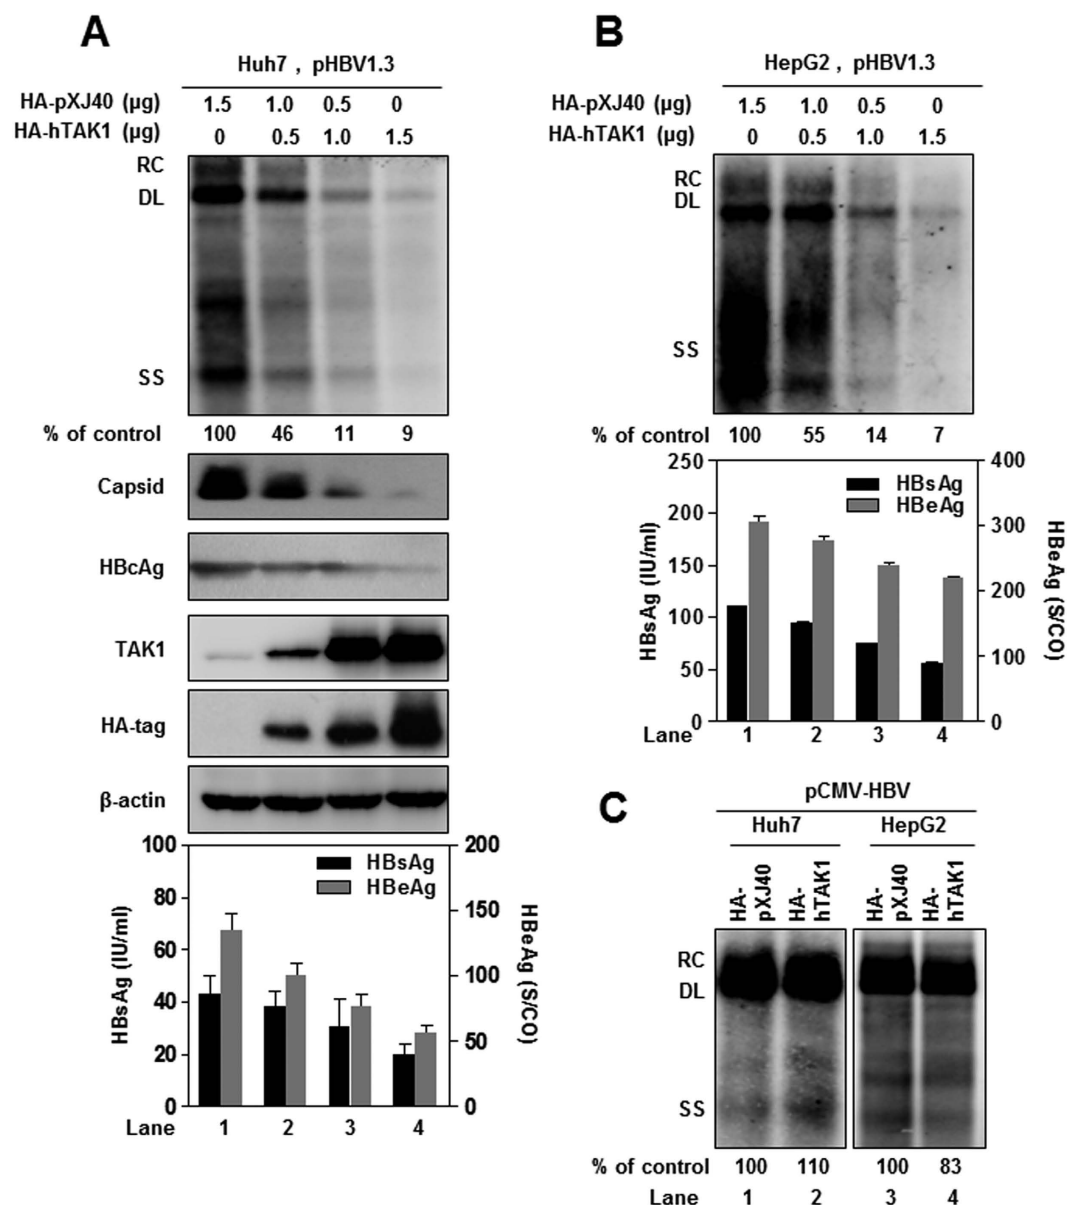 A
Huh7 , pHBV1.3
HA-pXJ40 (µg) 1.5 1.0 0.5 0
HA-hTAK1 (µg) 0 0.5 1.0 1.5
RC
DL
SS
% of control 100 46 11 9
Capsid
HBcAg
TAK1
HA-tag
β-actin
HBsAg
HBeAg
HBsAg (IU/ml)
100
80
60
40
20
0
HBeAg (S/CO)
200
150
100
50
0
Lane 1 2 3 4
B
HepG2 , pHBV1.3
HA-pXJ40 (µg) 1.5 1.0 0.5 0
HA-hTAK1 (µg) 0 0.5 1.0 1.5
RC
DL
SS
% of control 100 55 14 7
HBsAg
HBeAg
HBsAg (IU/ml)
250
200
150
100
50
0
HBeAg (S/CO)
400
300
200
100
0
Lane 1 2 3 4
C
pCMV-HBV
Huh7 HepG2
HA-pXJ40 HA-hTAK1 HA-pXJ40 HA-hTAK1
RC
DL
SS
% of control 100 110 100 83
Lane 1 2 3 4